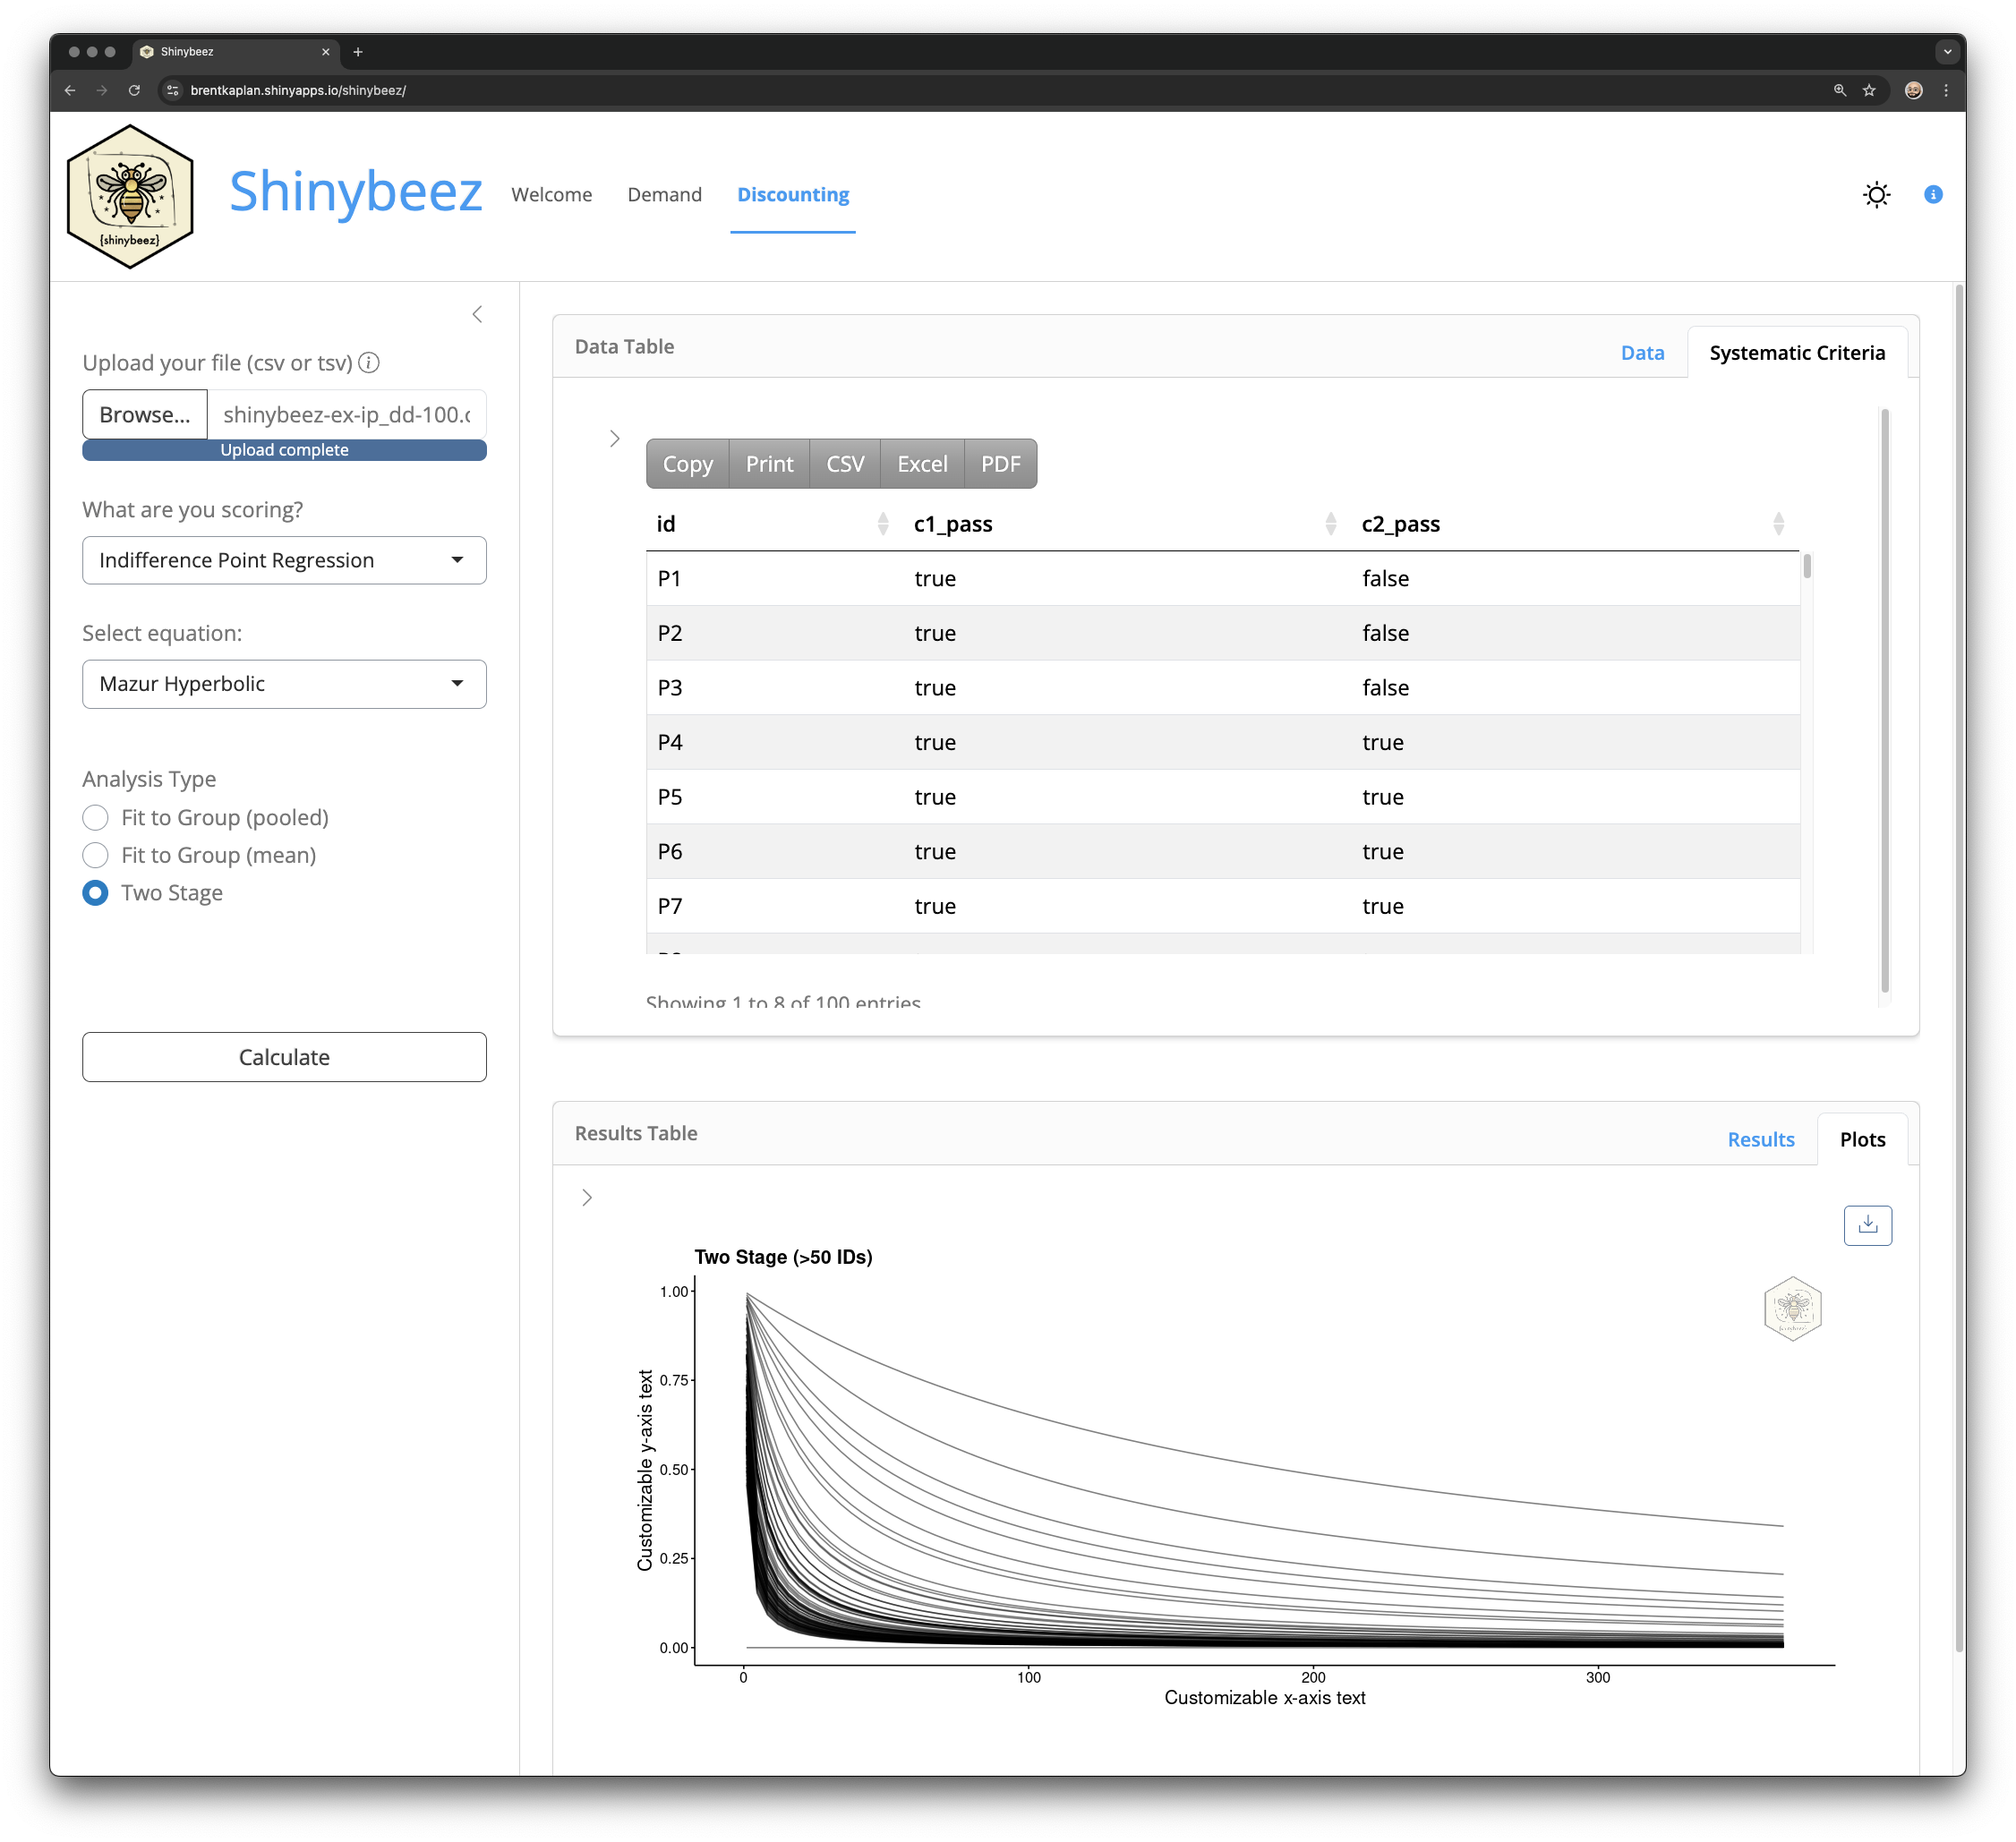 Shinybeez
brentkaplan.shinyapps.io/shinybeez/
{shinybeez}
Shinybeez
Welcome
Demand
Discounting
Upload your file (csv or tsv)
Browse...
shinybeez-ex-ip_dd-100.c
Upload complete
What are you scoring?
Indifference Point Regression
Select equation:
Mazur Hyperbolic
Analysis Type
Fit to Group (pooled)
Fit to Group (mean)
Two Stage
Calculate
Data Table
Data
Systematic Criteria
Copy Print CSV Excel PDF
id c1_pass c2_pass
P1 true false
P2 true false
P3 true false
P4 true true
P5 true true
P6 true true
P7 true true
Showing 1 to 8 of 100 entries
Results Table
Results
Plots
Two Stage (>50 IDs)
Customizable y-axis text
1.00
0.75
0.50
0.25
0.00
0 100 200 300
Customizable x-axis text